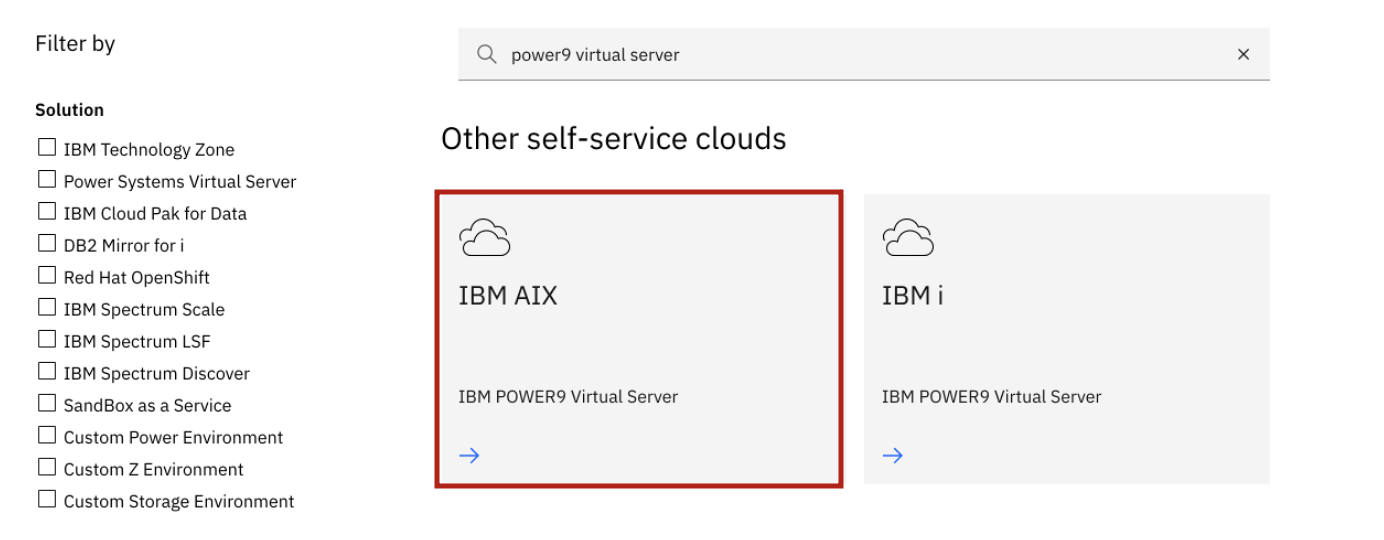 Filter by
Solution
IBM Technology Zone
Power Systems Virtual Server
IBM Cloud Pak for Data
DB2 Mirror for i
Red Hat OpenShift
IBM Spectrum Scale
IBM Spectrum LSF
IBM Spectrum Discover
SandBox as a Service
Custom Power Environment
Custom Z Environment
Custom Storage Environment
power9 virtual server
Other self-service clouds
IBM AIX
IBM POWER9 Virtual Server
IBM i
IBM POWER9 Virtual Server